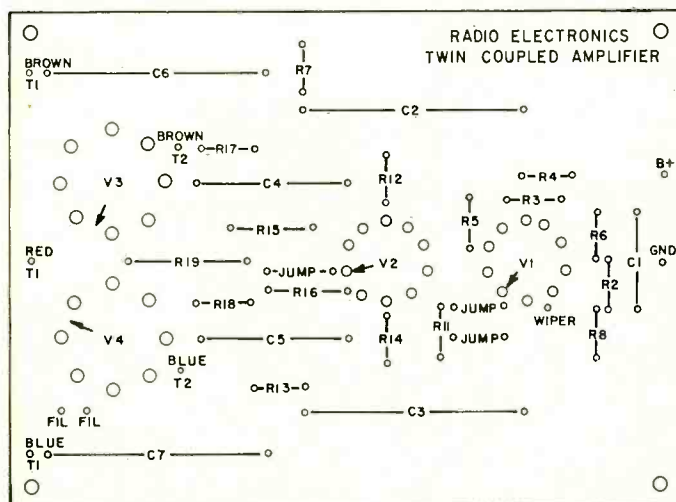 RADIO ELECTRONICS
TWIN COUPLED AMPLIFIER
BROWN
T1
C6
R7
C2
BROWN
T2
R17
R12
R4
B+
V3
C4
R3
R5
R15
R6
RED
T1
R19
JUMP
V2
V1
C1
GND
R16
R2
R18
JUMP
WIPER
V4
C5
R14
R11
JUMP
R8
BLUE
T2
R13
FIL FIL
C3
BLUE
T1
C7